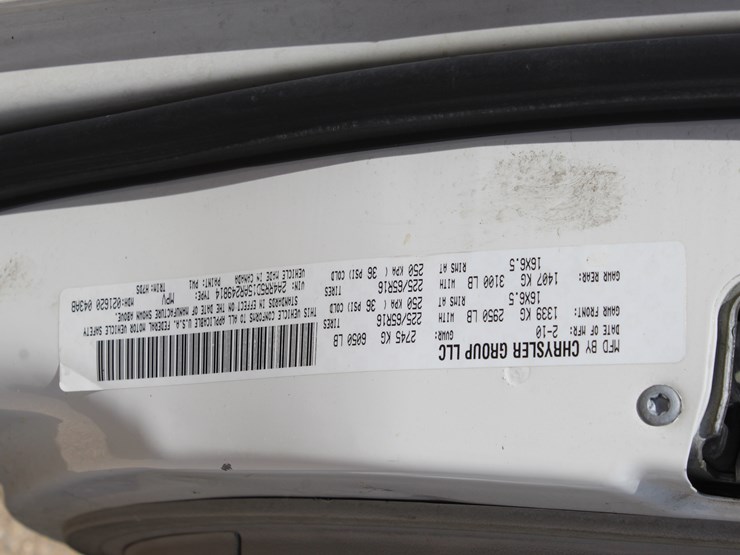 MFD BY CHRYSLER GROUP LLC
DATE OF MFR: 2-10 GVWR: 2745 KG 6050 LB
GAWR FRONT: 1339 KG 2950 LB WITH 225/65R16 TIRES
16X6.5 RIMS AT 250 KPA ( 36 PSI) COLD
GAWR REAR: 1407 KG 3100 LB WITH 225/65R16 TIRES
16X6.5 RIMS AT 250 KPA ( 36 PSI) COLD
THIS VEHICLE CONFORMS TO ALL APPLICABLE U.S.A. FEDERAL MOTOR VEHICLE SAFETY
STANDARDS IN EFFECT ON THE DATE OF MANUFACTURE SHOWN ABOVE.
VIN: TYPE: MPV MDH:021620 043AB
VEHICLE MADE IN CANADA PAINT: PW1 TRIM: H7DS